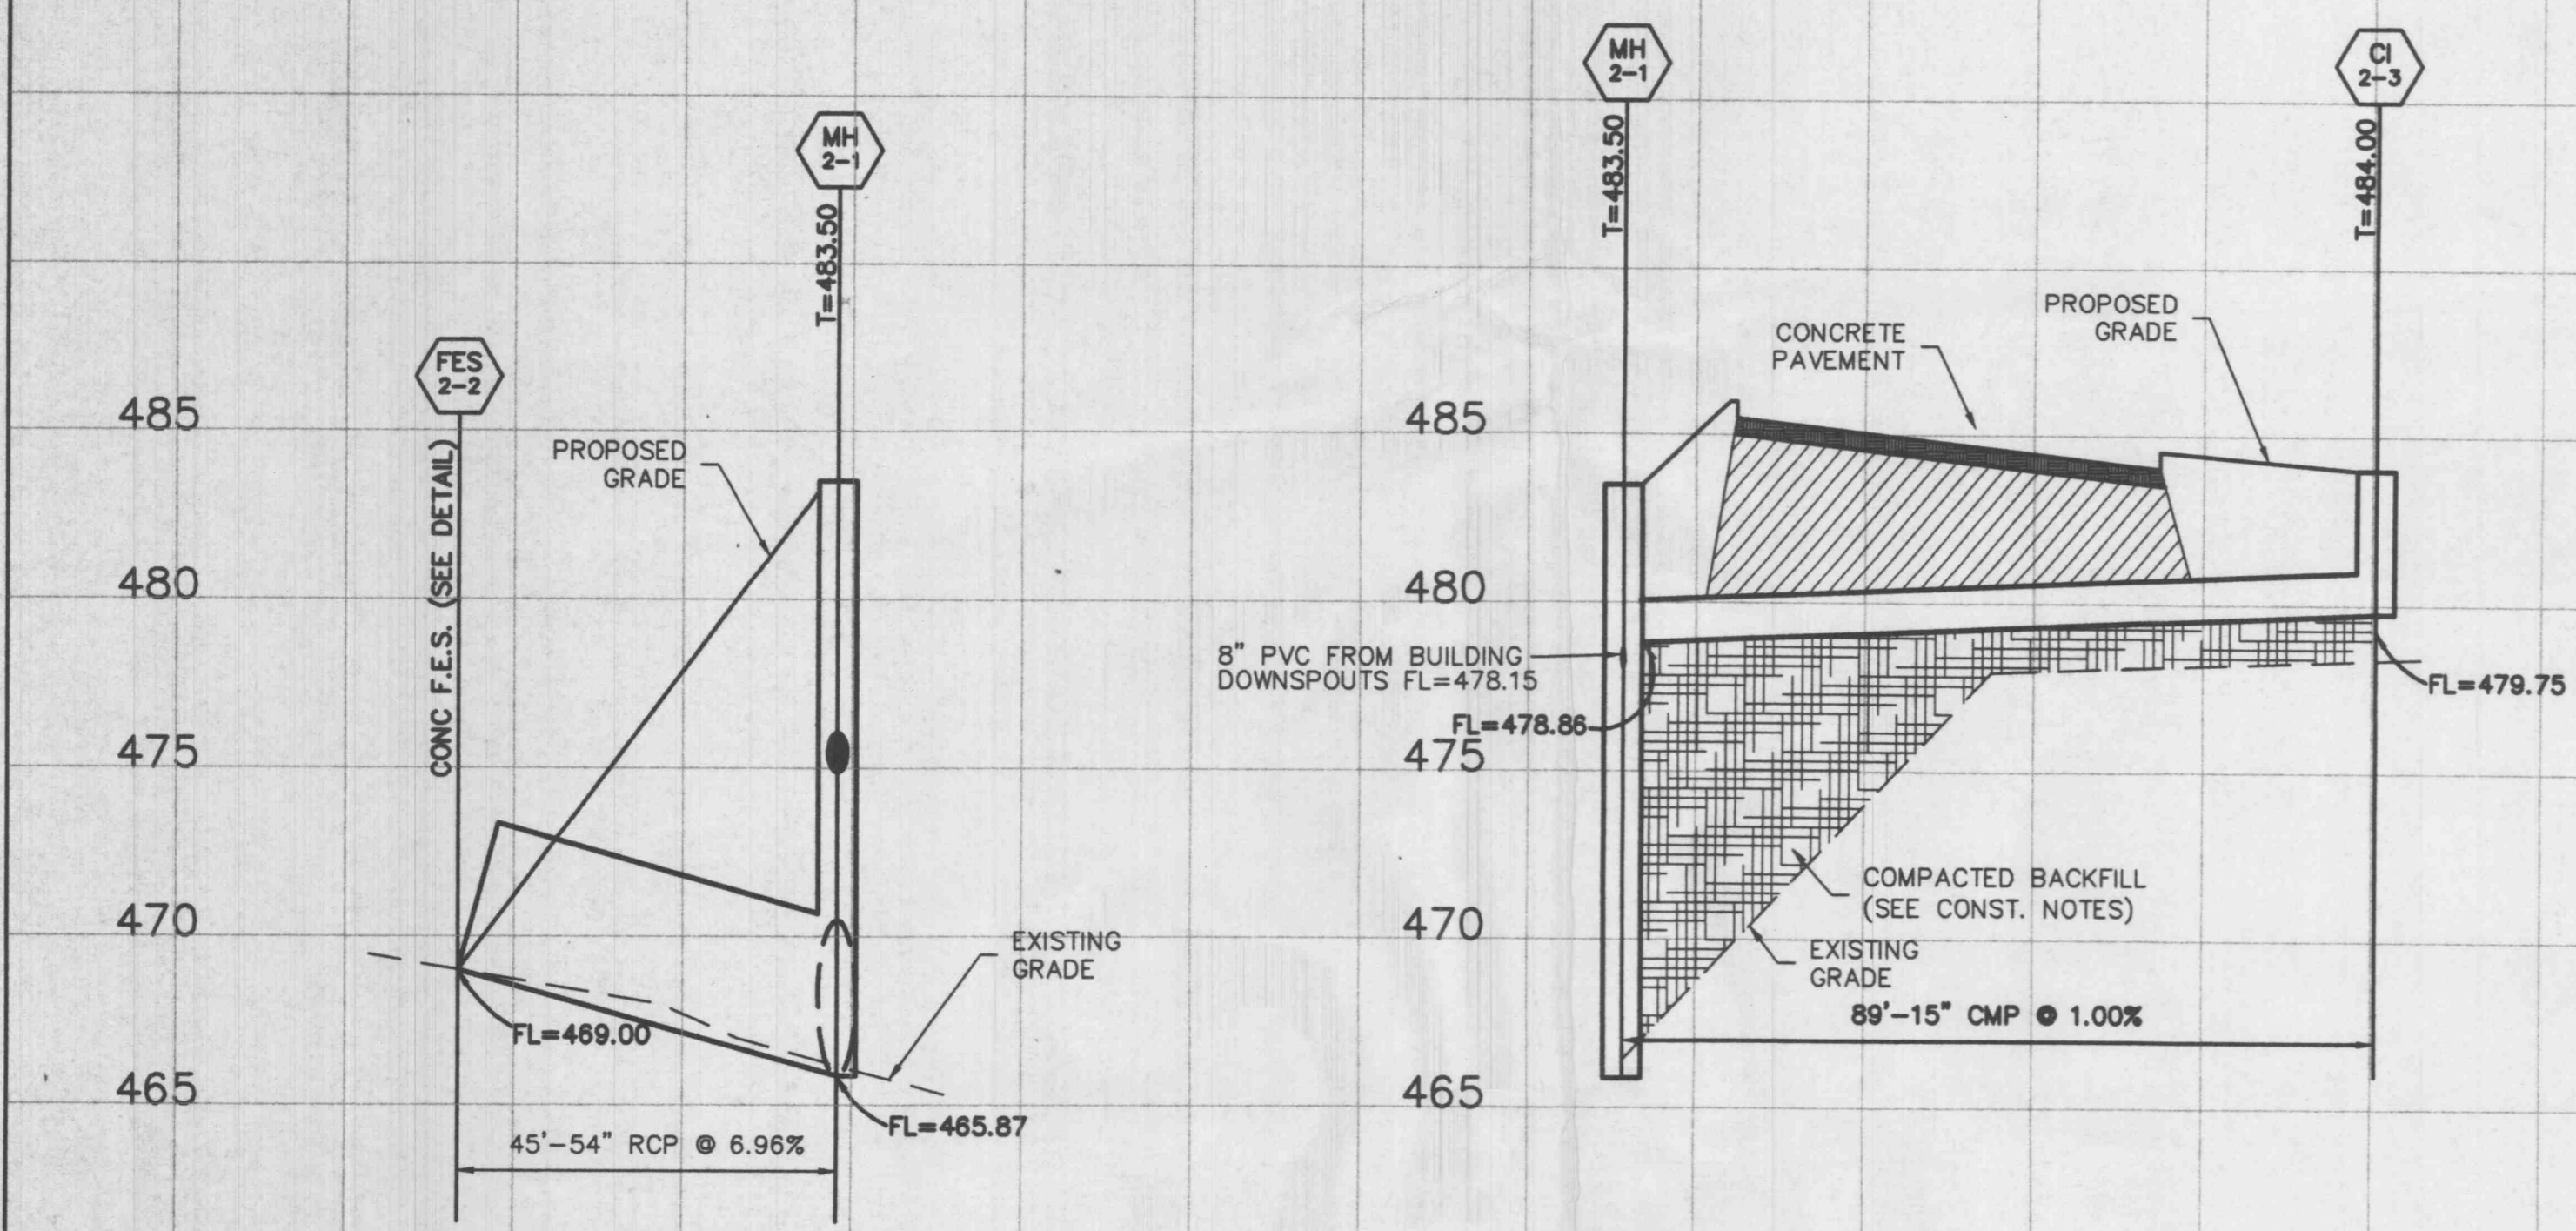 FES
2-2
MH
2-1
T=483.50
CONC F.E.S. (SEE DETAIL)
PROPOSED
GRADE
485
480
475
470
465
EXISTING
GRADE
FL=469.00
FL=465.87
45'-54" RCP @ 6.96%
MH
2-1
CI
2-3
T=483.50
T=484.00
CONCRETE
PAVEMENT
PROPOSED
GRADE
485
480
475
470
465
8" PVC FROM BUILDING
DOWNSPOUTS FL=478.15
FL=478.86
FL=479.75
COMPACTED BACKFILL
(SEE CONST. NOTES)
EXISTING
GRADE
89'-15" CMP @ 1.00%